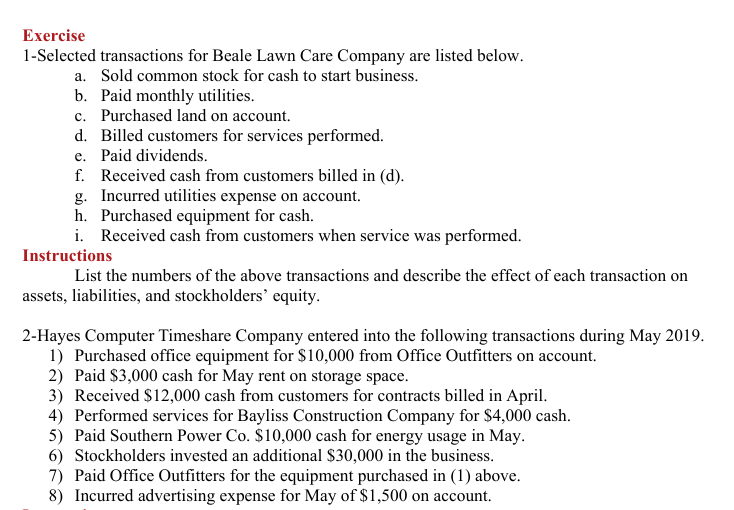 Exercise
1-Selected transactions for Beale Lawn Care Company are listed below.
a. Sold common stock for cash to start business.
b. Paid monthly utilities.
c. Purchased land on account.
d. Billed customers for services performed.
e. Paid dividends.
f. Received cash from customers billed in (d).
g. Incurred utilities expense on account.
h. Purchased equipment for cash.
i. Received cash from customers when service was performed.
Instructions
List the numbers of the above transactions and describe the effect of each transaction on
assets, liabilities, and stockholders’ equity.
2-Hayes Computer Timeshare Company entered into the following transactions during May 2019.
1) Purchased office equipment for $10,000 from Office Outfitters on account.
2) Paid $3,000 cash for May rent on storage space.
3) Received $12,000 cash from customers for contracts billed in April.
4) Performed services for Bayliss Construction Company for $4,000 cash.
5) Paid Southern Power Co. $10,000 cash for energy usage in May.
6) Stockholders invested an additional $30,000 in the business.
7) Paid Office Outfitters for the equipment purchased in (1) above.
8) Incurred advertising expense for May of $1,500 on account.